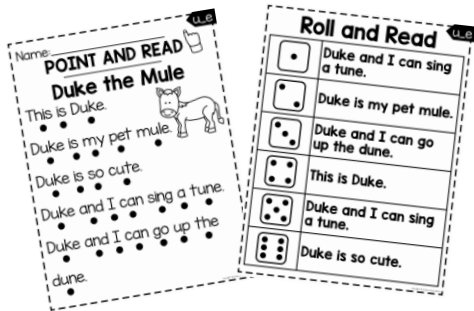 u_e
Name:
POINT AND READ
Duke the Mule
This is Duke.
Duke is my pet mule.
Duke is so cute.
Duke and I can sing a tune.
Duke and I can go up the
dune.
u_e
Roll and Read
Duke and I can sing
a tune.
Duke is my pet mule.
Duke and I can go
up the dune.
This is Duke.
Duke and I can sing
a tune.
Duke is so cute.